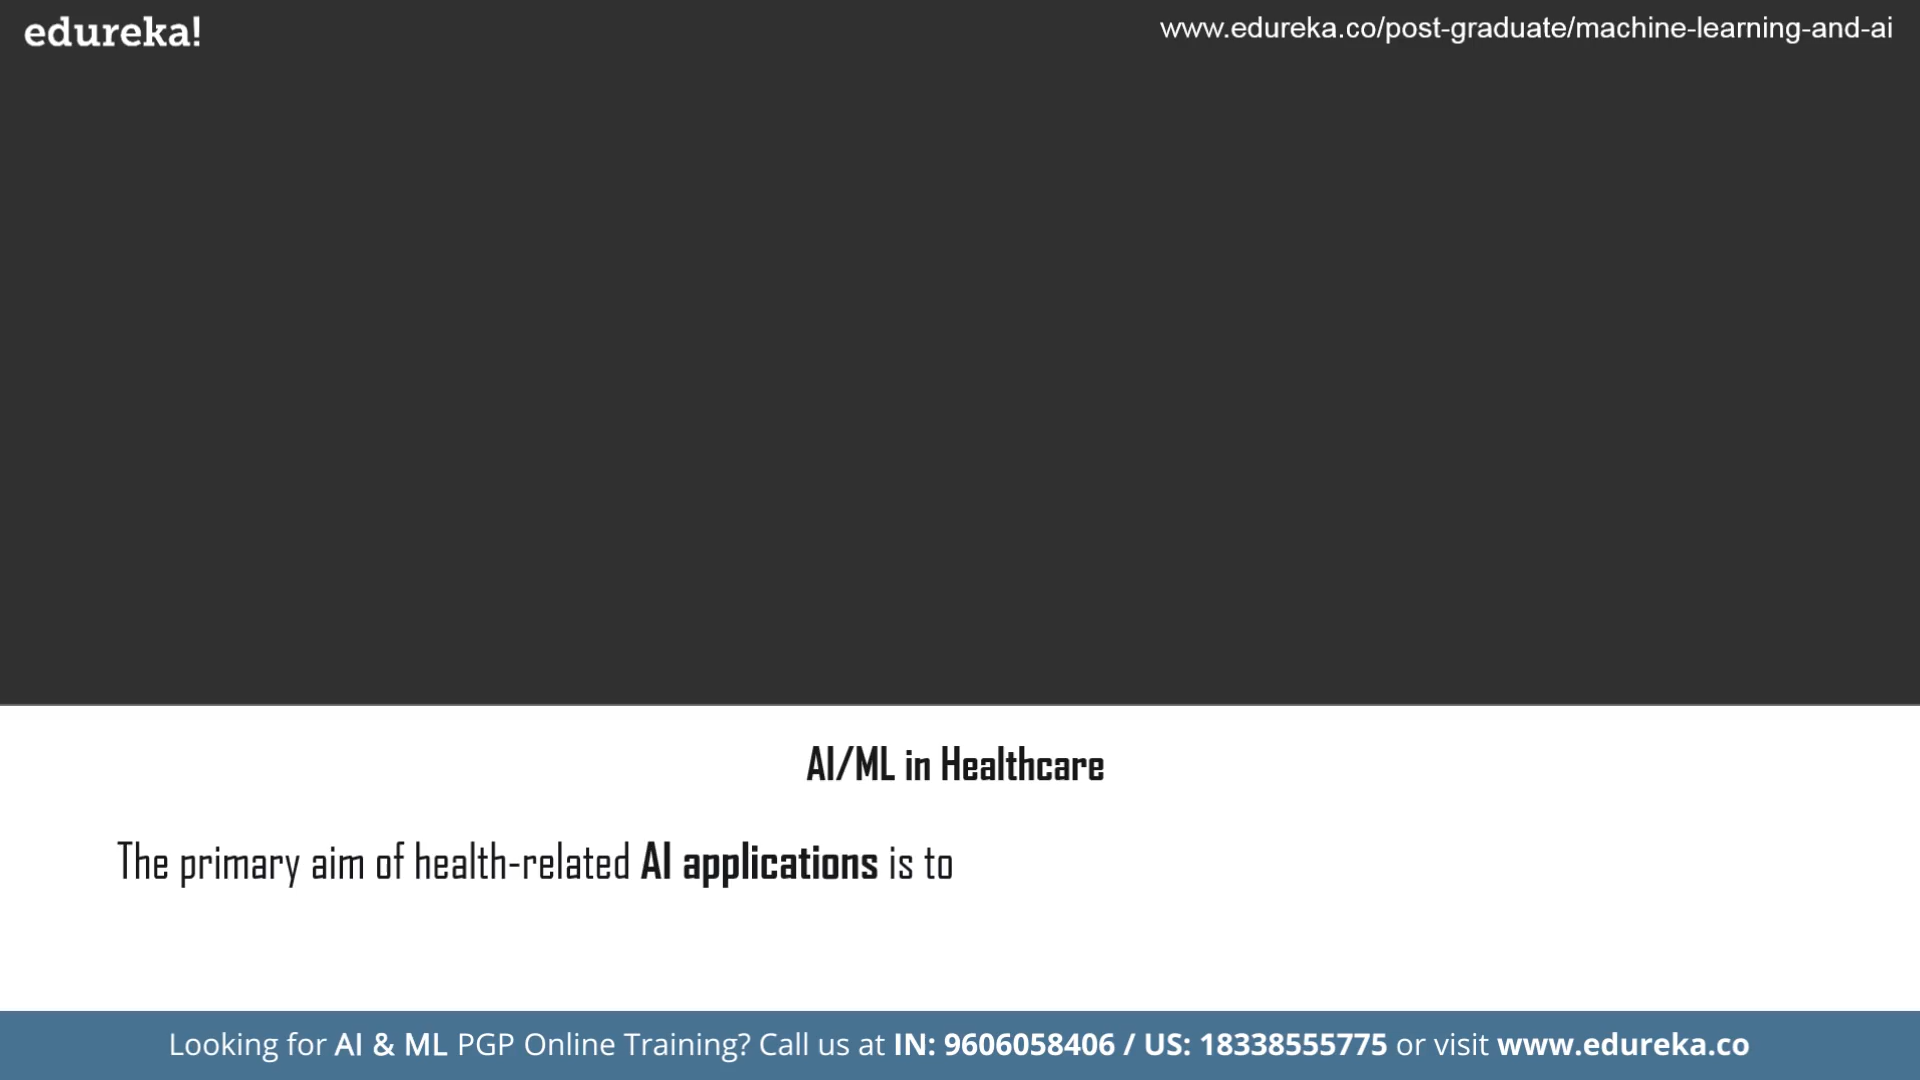 edureka!
www.edureka.co/post-graduate/machine-learning-and-ai
AI/ML in Healthcare
The primary aim of health-related AI applications is to
Looking for AI & ML PGP Online Training? Call us at IN: 9606058406 / US: 18338555775 or visit www.edureka.co